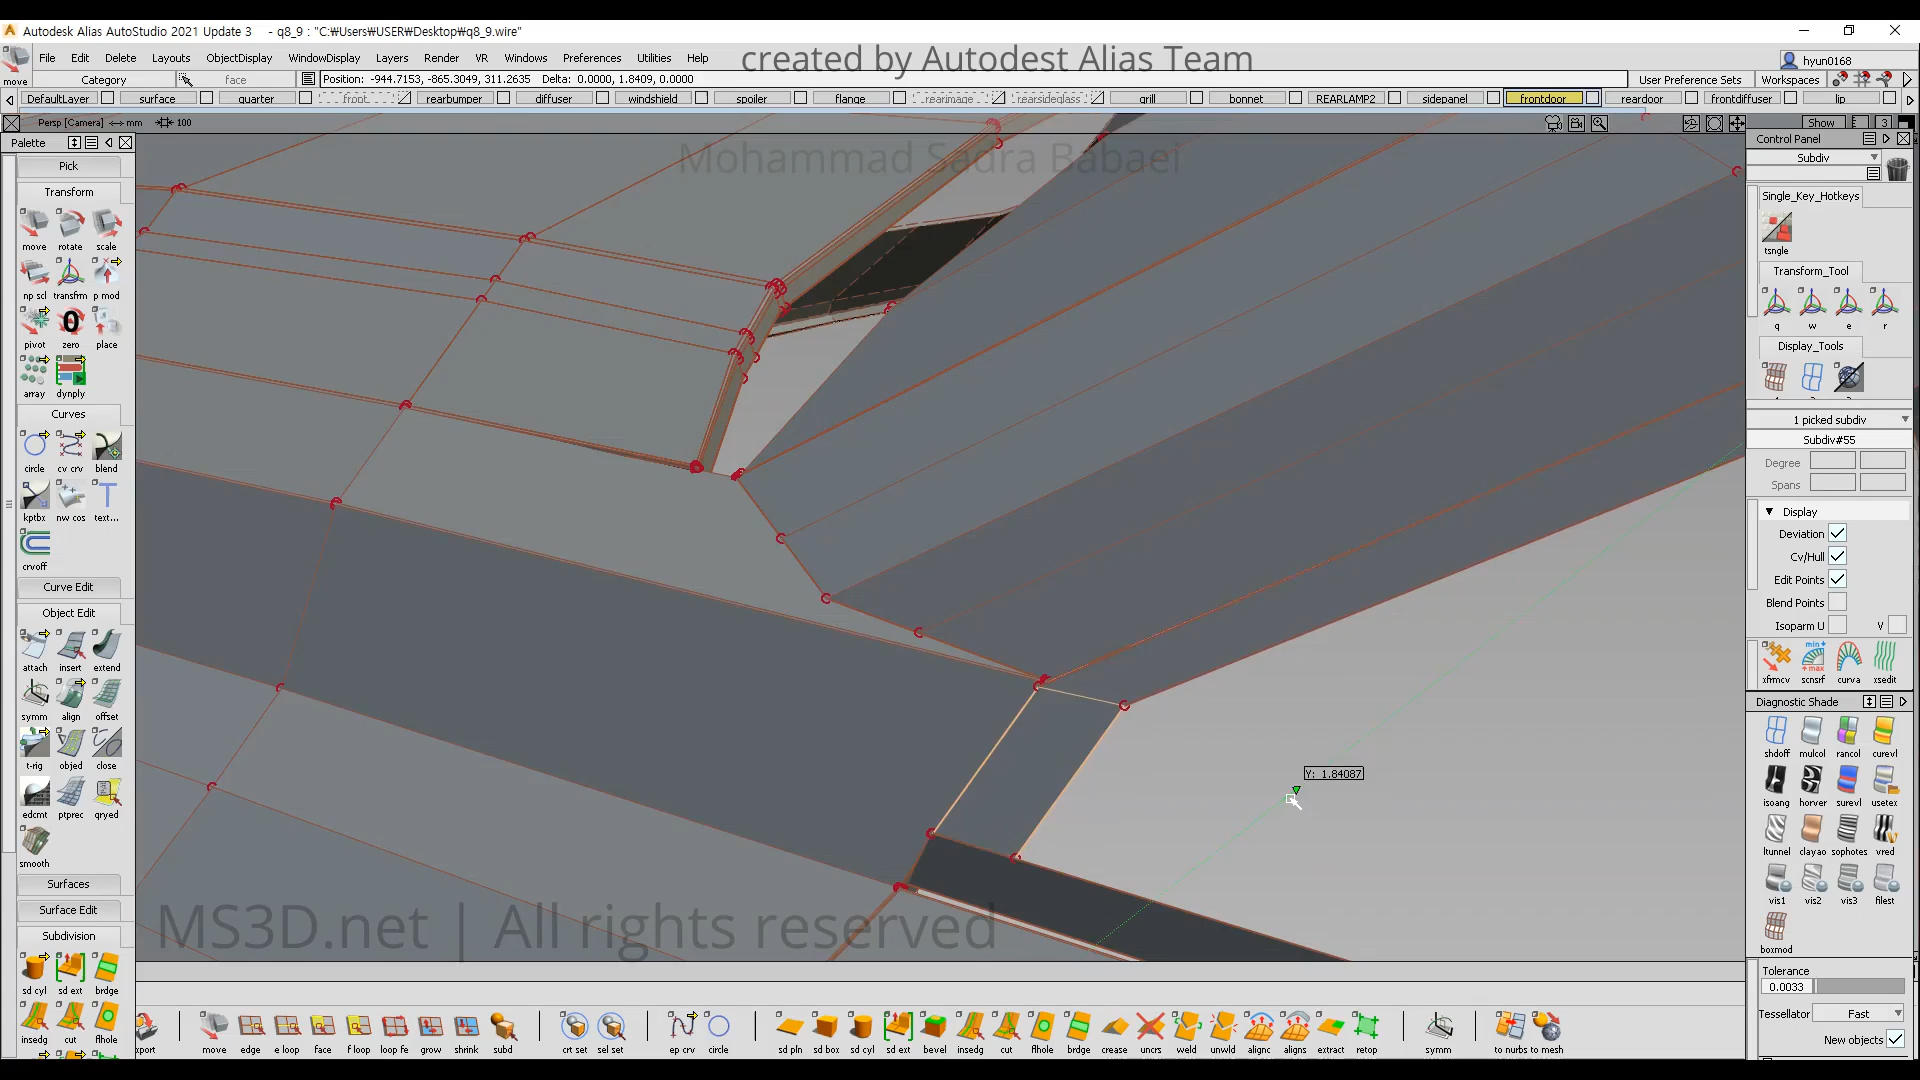 Autodesk Alias AutoStudio 2021 Update 3 - q8_9 : "C:₩Users₩USER₩Desktop₩q8_9.wire"
File Edit Delete Layouts ObjectDisplay WindowDisplay Layers Render VR Windows Preferences Utilities Help
created by Autodest Alias Team
hyun0168
move Category face Position: -944.7153, -865.3049, 311.2635 Delta: 0.0000, 1.8409, 0.0000 User Preference Sets Workspaces
DefaultLayer surface quarter front rearbumper diffuser windshield spoiler flange rearimage rearsideglass grill bonnet REARLAMP2 sidepanel frontdoor reardoor frontdiffuser lip
Persp [Camera] mm 100 Show 3
Palette
Pick
Transform
move rotate scale
np scl transfrm p mod
pivot zero place
array dynply
Curves
circle cv crv blend
kptbx nw cos text...
crvoff
Curve Edit
Object Edit
attach insert extend
symm align offset
t-rig objed close
edcmt ptprec qryed
smooth
Surfaces
Surface Edit
Subdivision
sd cyl sd ext brdge
insedg cut flhole
Mohammad Sadra Babaei
Y: 1.84087
MS3D.net | All rights reserved
Control Panel
Subdiv
Single_Key_Hotkeys
tsngle
Transform_Tool
q w e r
Display_Tools
1 picked subdiv
Subdiv#55
Degree
Spans
Display
Deviation
Cv/Hull
Edit Points
Blend Points
Isoparm U V
xfrmcv scnsrf curva xsedit
Diagnostic Shade
shdoff mulcol rancol curevl
isoang horver surevl usetex
ltunnel clayao sophotes vred
vis1 vis2 vis3 filest
boxmod
Tolerance
0.0033
Tessellator Fast
New objects
xport move edge e loop face f loop loop fe grow shrink subd crt set sel set ep crv circle sd pln sd box sd cyl sd ext bevel insedg cut flhole brdge crease uncrs weld unwld alignc aligns extract retop symm to nurbs to mesh